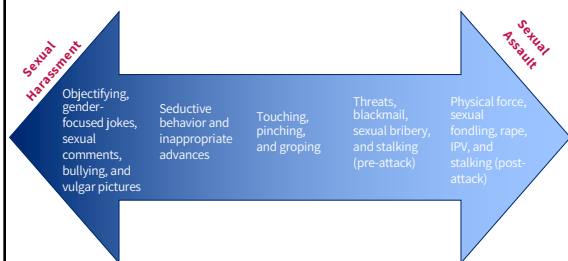 Sexual
Harassment
Objectifying,
gender-
focused jokes,
sexual
comments,
bullying, and
vulgar pictures
Seductive
behavior and
inappropriate
advances
Touching,
pinching,
and groping
Threats,
blackmail,
sexual bribery,
and stalking
(pre-attack)
Physical force,
sexual
fondling, rape,
IPV, and
stalking (post-
attack)
Sexual
Assault